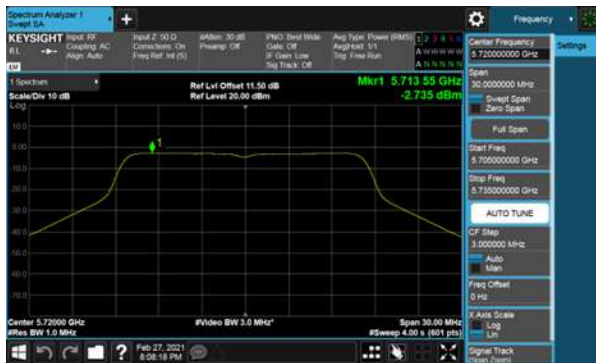 Spectrum Analyzer 1
Swept SA
+
Frequency
KEYSIGHT
RL
Input: RF
Coupling: AC
Align: Auto
Input Z: 50 Ω
Corrections: On
Freq Ref: Int (S)
#Atten: 30 dB
Preamp: Off
PNO: Best Wide
Gate: Off
IF Gain: Low
Sig Track: Off
Avg Type: Power (RMS)
Avg|Hold: 1/1
Trig: Free Run
1 2 3 4 5 6
A W W W W W
A N N N N N
LM
Center Frequency
5.720000000 GHz
Settings
Span
30.0000000 MHz
Swept Span
Zero Span
Full Span
Start Freq
5.705000000 GHz
Stop Freq
5.735000000 GHz
AUTO TUNE
CF Step
3.000000 MHz
Auto
Man
Freq Offset
0 Hz
X Axis Scale
Log
Lin
Signal Track
(Span Zoom)
1 Spectrum
Scale/Div 10 dB
Log
Ref Lvl Offset 11.50 dB
Ref Level 20.00 dBm
Mkr1 5.713 55 GHz
-2.735 dBm
10.0
0.00
-10.0
-20.0
-30.0
-40.0
-50.0
-60.0
-70.0
1
Center 5.72000 GHz
#Res BW 1.0 MHz
#Video BW 3.0 MHz*
Span 30.00 MHz
#Sweep 4.00 s (601 pts)
?
Feb 27, 2021
8:08:18 PM